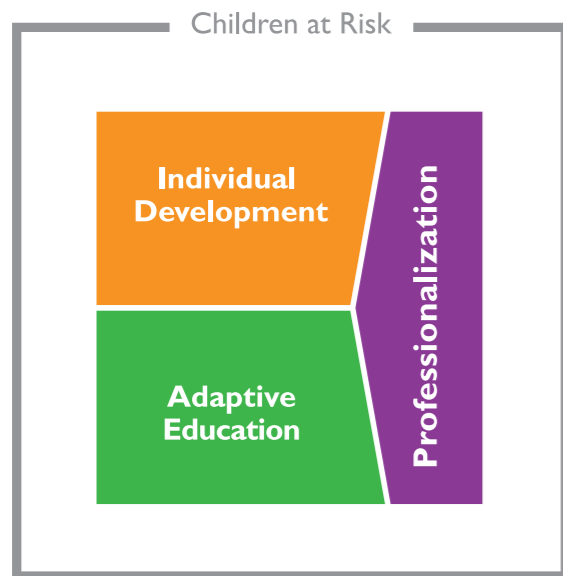 Children at Risk
Individual
Development
Adaptive
Education
Professionalization